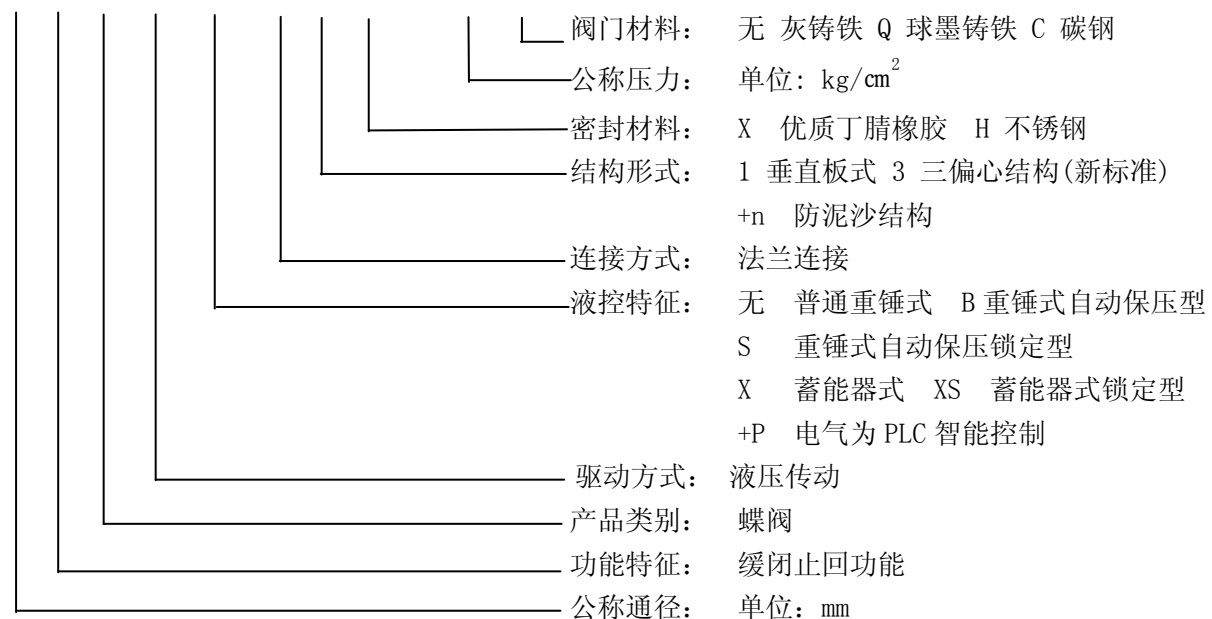 阀门材料： 无 灰铸铁 Q 球墨铸铁 C 碳钢
公称压力： 单位: kg/cm²
密封材料： X 优质丁腈橡胶 H 不锈钢
结构形式： 1 垂直板式 3 三偏心结构(新标准)
+n 防泥沙结构
连接方式： 法兰连接
液控特征： 无 普通重锤式 B 重锤式自动保压型
S 重锤式自动保压锁定型
X 蓄能器式 XS 蓄能器式锁定型
+P 电气为 PLC 智能控制
驱动方式： 液压传动
产品类别： 蝶阀
功能特征： 缓闭止回功能
公称通径： 单位：mm